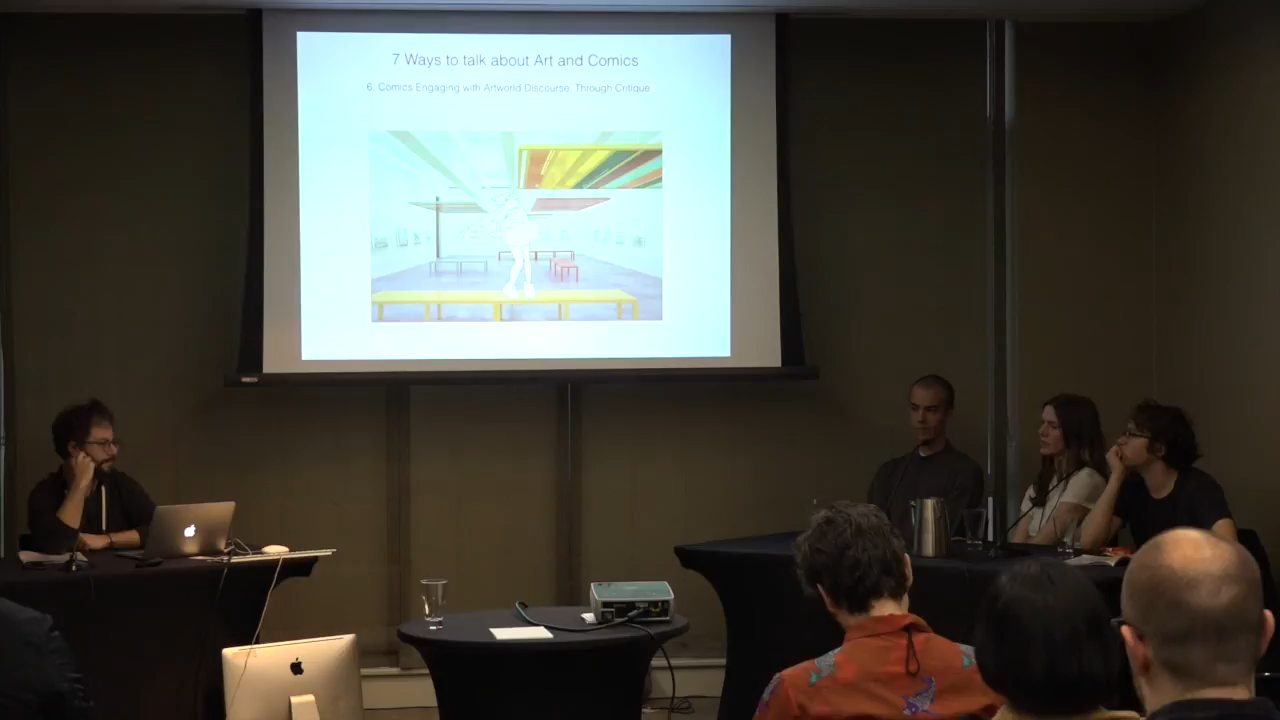 7 Ways to talk about Art and Comics
6. Comics Engaging with Artworld Discourse: Through Critique